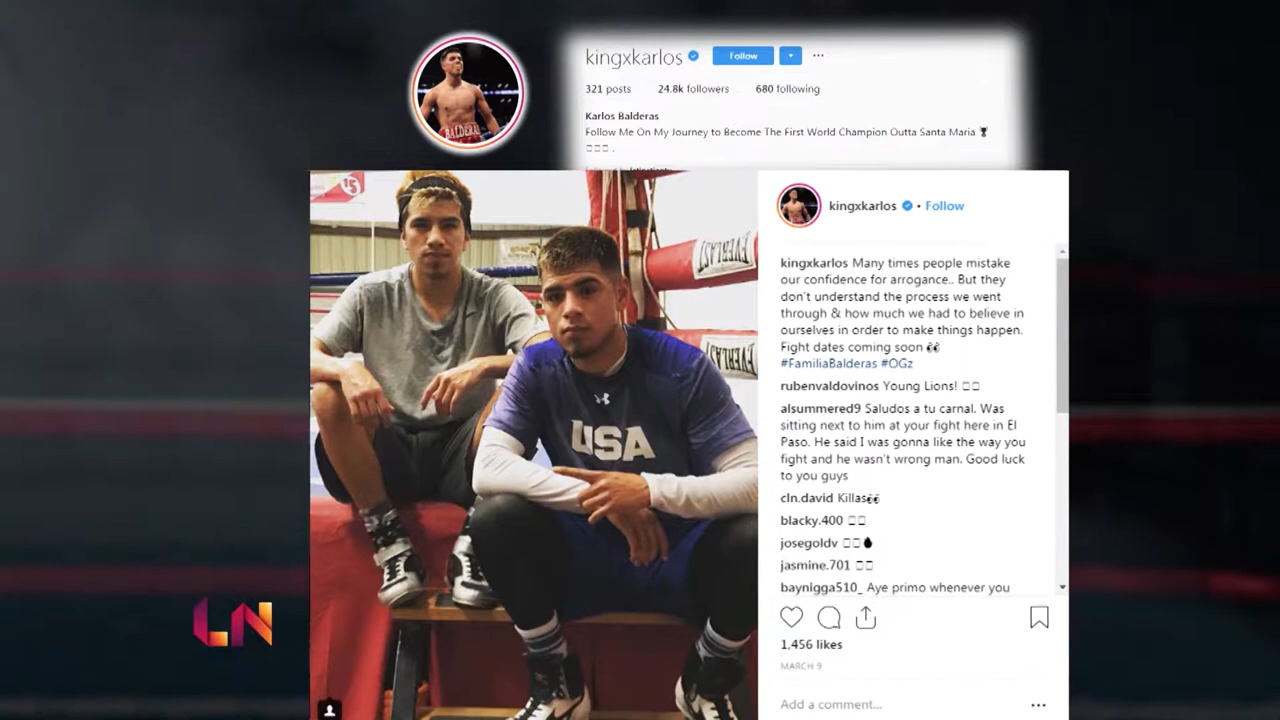 kingxkarlos Follow ...
321 posts 24.8k followers 680 following
Karlos Balderas
Follow Me On My Journey to Become The First World Champion Outta Santa Maria
BALDERAS
EVERLAST
EVERLAST
USA
kingxkarlos • Follow
kingxkarlos Many times people mistake
our confidence for arrogance.. But they
don't understand the process we went
through & how much we had to believe in
ourselves in order to make things happen.
Fight dates coming soon 👀
#FamiliaBalderas #OGz
rubenvaldovinos Young Lions!
alsummered9 Saludos a tu carnal. Was
sitting next to him at your fight here in El
Paso. He said I was gonna like the way you
fight and he wasn't wrong man. Good luck
to you guys
cln.david Killas👀
blacky.400
josegoldv
jasmine.701
baynigga510_ Aye primo whenever you
1,456 likes
MARCH 9
Add a comment...
LN